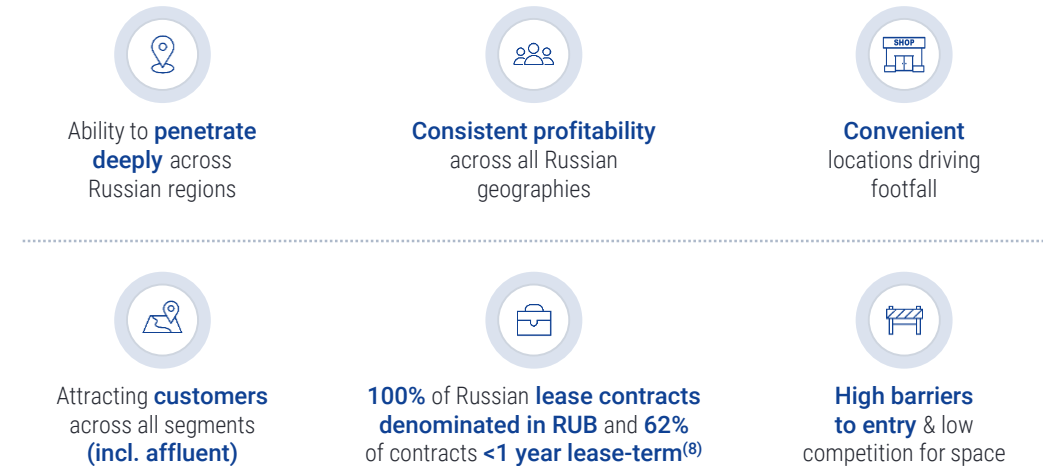 Ability to penetrate
deeply across
Russian regions
Consistent profitability
across all Russian
geographies
SHOP
Convenient
locations driving
footfall
Attracting customers
across all segments
(incl. affluent)
100% of Russian lease contracts
denominated in RUB and 62%
of contracts <1 year lease-term(8)
High barriers
to entry & low
competition for space